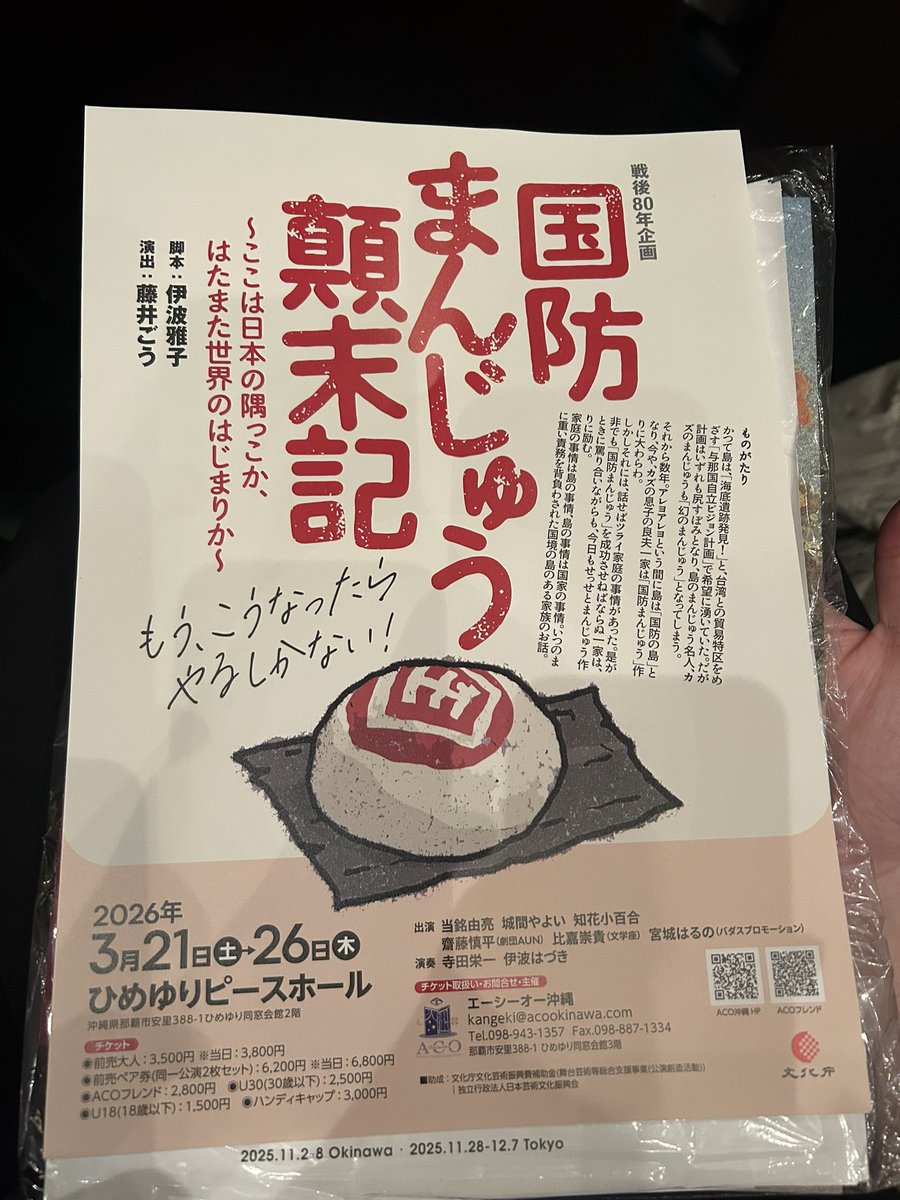 戦後80年企画
国防
まんじゅう
顛末記
～ここは日本の隅っこか、
はたまた世界のはじまりか～
脚本：伊波雅子
演出：藤井ごう
ものがたり
かつて島は、「海底遺跡発見！」と、台湾との貿易特区をめ
ざす「与那国自立ビジョン計画」で希望に湧いていた。だが
計画はいずれも尻すぼみとなり、島のまんじゅう名人、カ
ズのまんじゅうも「幻のまんじゅう」となってしまう。
それから数年。アレョアレョという間に島は「国防の島」と
なり、今や、カズの息子の良夫一家は「国防まんじゅう」作
りに大わらわ。
しかしそれには、話せばツライ家庭の事情があった。是が
非でも「国防まんじゅう」を成功させねばならぬ一家は、
ときに罵り合いながらも、今日もせっせとまんじゅう作
りに励む。
家庭の事情は島の事情、島の事情は国家の事情。いつのま
に重い責務を背負わされた国境の島のある家族のお話。
もう、こうなったら
やるしかない！
2026年
3月21日土→26日木
ひめゆりピースホール
沖縄県那覇市安里388-1ひめゆり同窓会館2階
チケット
●前売大人：3,500円 ※当日：3,800円
●前売ペア券(同一公演2枚セット)：6,200円 ※当日：6,800円
●ACOフレンド：2,800円 ●U30(30歳以下)：2,500円
●U18(18歳以下)：1,500円 ●ハンディキャップ：3,000円
出演 当銘由亮 城間やよい 知花小百合
齋藤慎平(劇団AUN) 比嘉崇貴(文学座) 宮城はるの(バダスプロモーション)
演奏 寺田栄一 伊波はづき
チケット取扱い・お問合せ・主催
エーシーオー沖縄
kangeki@acookinawa.com
Tel.098-943-1357 Fax.098-887-1334
那覇市安里388-1 ひめゆり同窓会館3階
A·C·O
ACO沖縄 HP
ACOフレンド
文化庁
■助成：文化庁文化芸術振興費補助金(舞台芸術等総合支援事業(公演創造活動))
｜独立行政法人日本芸術文化振興会
2025.11.2-8 Okinawa · 2025.11.28-12.7 Tokyo